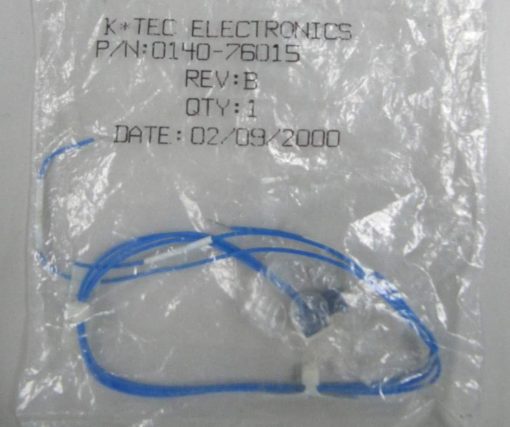 K*TEC ELECTRONICS
P/N:0140-76015
REV:B
QTY:1
DATE: 02/09/2000